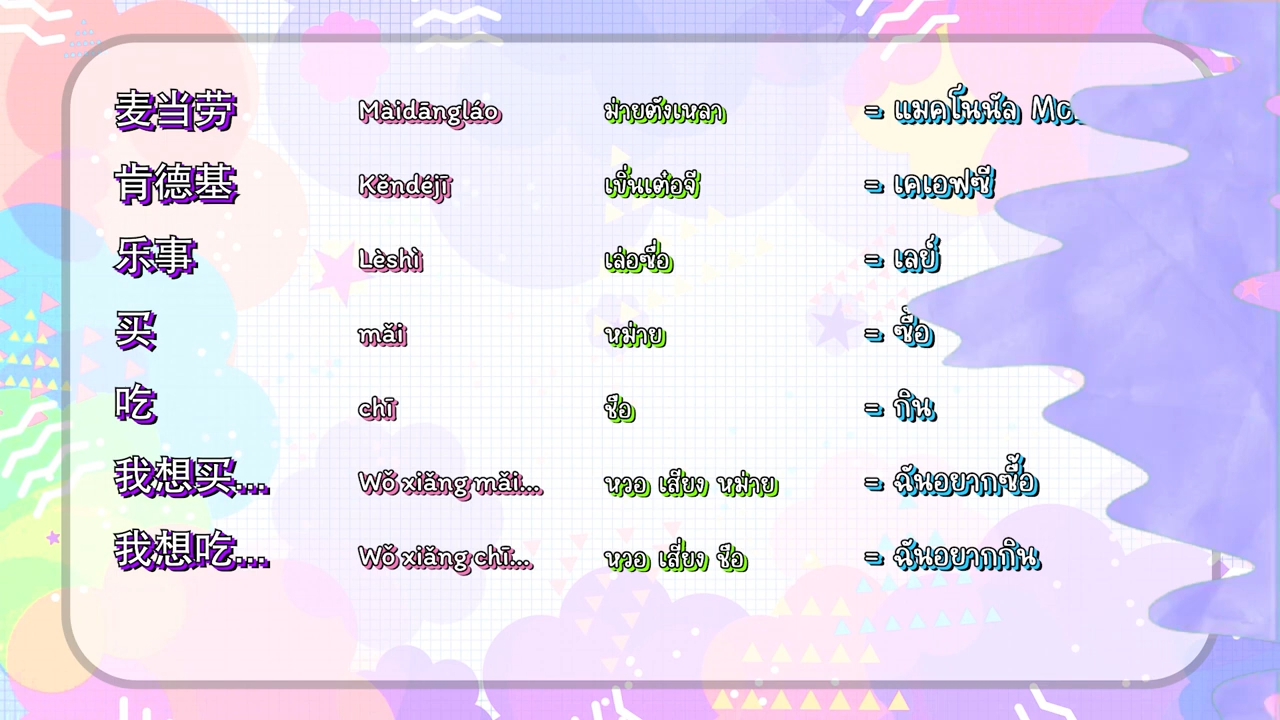 麦当劳 Màidāngláo ม่ายตังเหลา = แมคโนนัล
肯德基 Kěndéjī เขิ่นเต๋อจี = เคเอฟซี
乐事 Lèshì เล่อซื่อ = เลย์
买 mǎi หม่าย = ซื้อ
吃 chī ชือ = กิน
我想买... Wǒ xiǎng mǎi... หวอ เสียง หม่าย = ฉันอยากซื้อ
我想吃... Wǒ xiǎng chī... หวอ เสี่ยง ชือ = ฉันอยากกิน